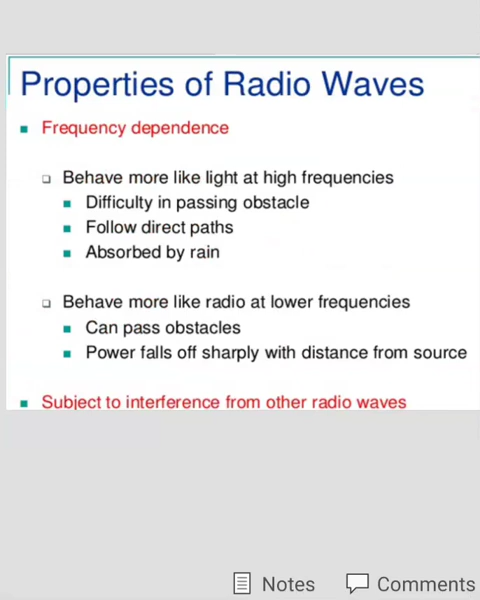 Properties of Radio Waves
Frequency dependence
Behave more like light at high frequencies
Difficulty in passing obstacle
Follow direct paths
Absorbed by rain
Behave more like radio at lower frequencies
Can pass obstacles
Power falls off sharply with distance from source
Subject to interference from other radio waves
Notes
Comments